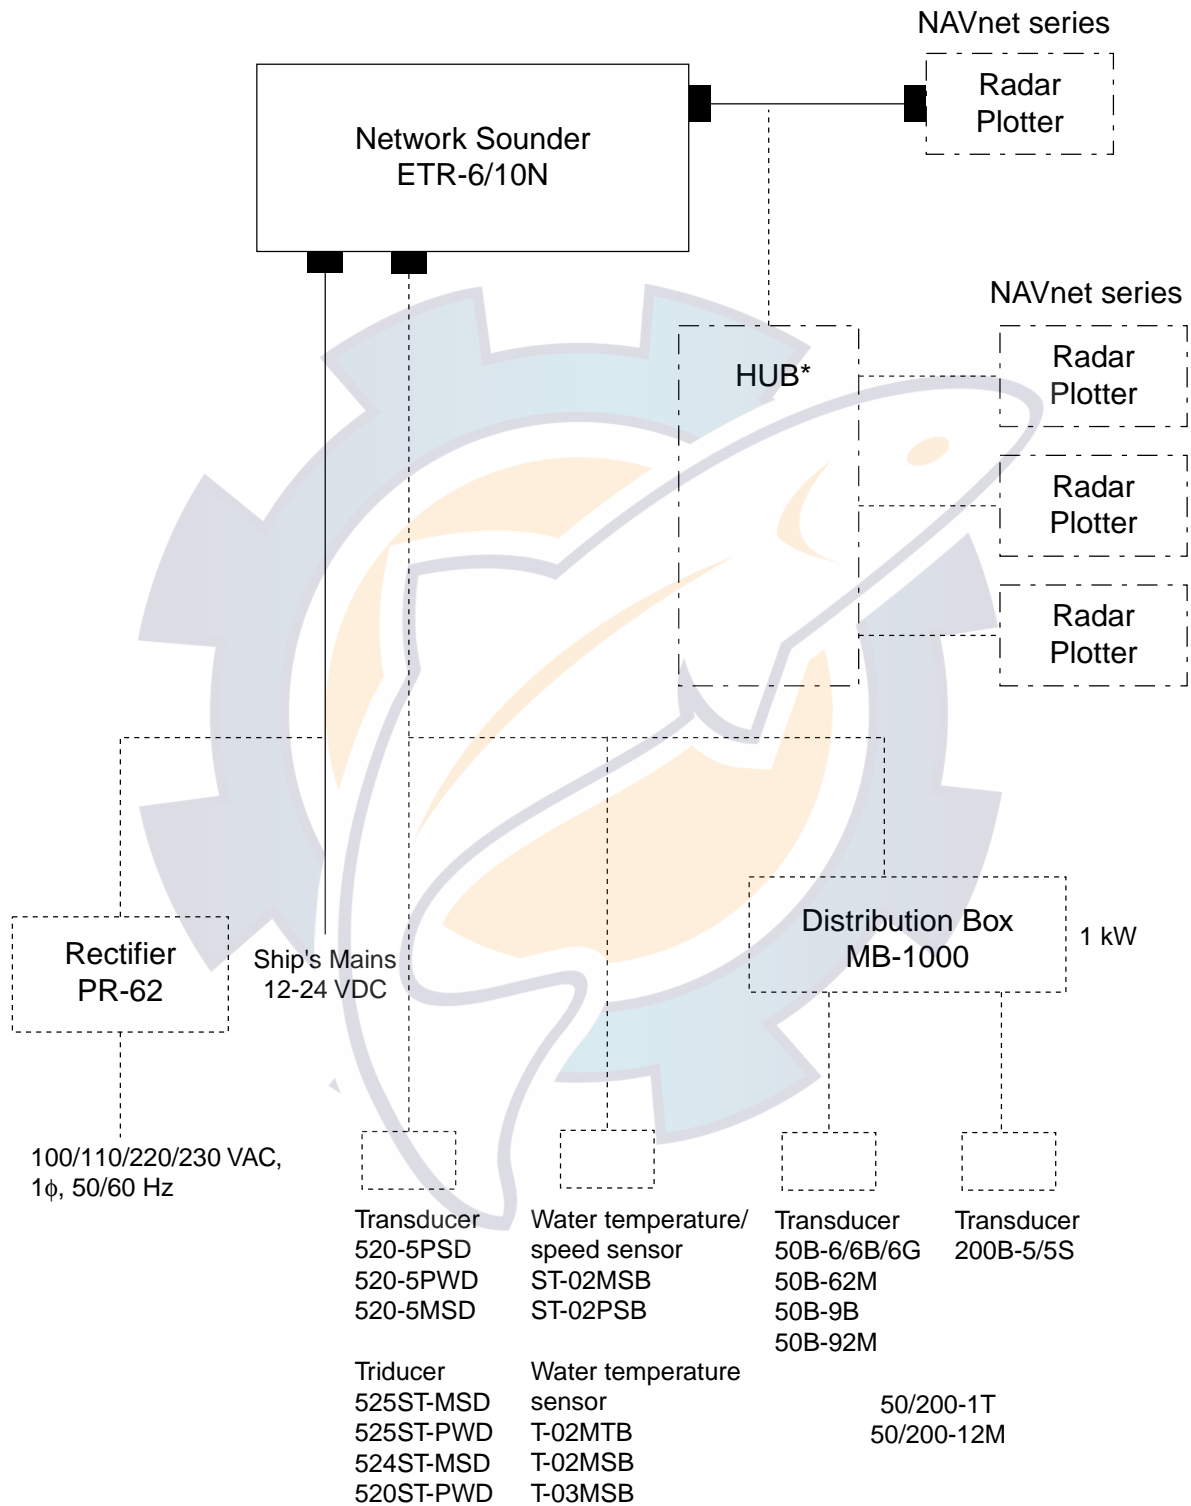 NAVnet series
Radar
Plotter
Network Sounder
ETR-6/10N
NAVnet series
HUB*
Radar
Plotter
Radar
Plotter
Radar
Plotter
Rectifier
PR-62
Ship's Mains
12-24 VDC
Distribution Box
MB-1000
1 kW
100/110/220/230 VAC,
1ϕ, 50/60 Hz
Transducer
520-5PSD
520-5PWD
520-5MSD
Triducer
525ST-MSD
525ST-PWD
524ST-MSD
520ST-PWD
Water temperature/
speed sensor
ST-02MSB
ST-02PSB
Water temperature
sensor
T-02MTB
T-02MSB
T-03MSB
Transducer
50B-6/6B/6G
50B-62M
50B-9B
50B-92M
Transducer
200B-5/5S
50/200-1T
50/200-12M